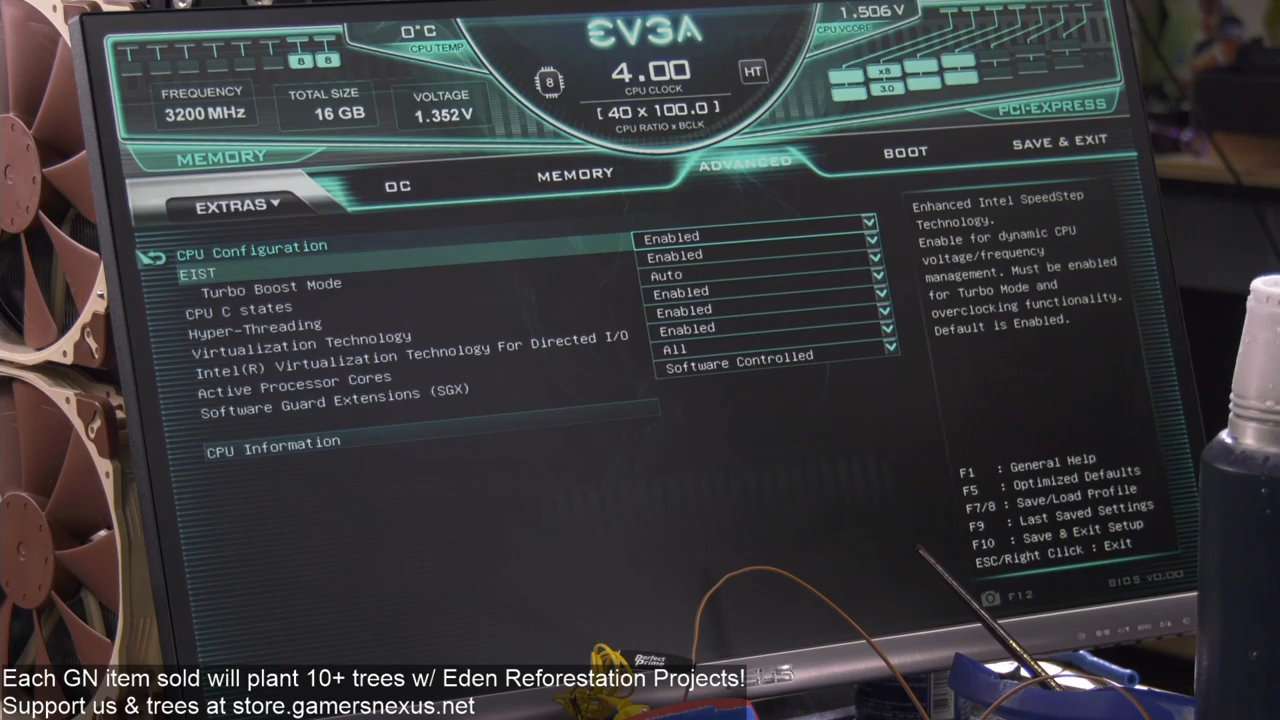 0°C
CPU TEMP
EVGA
1.506 V
CPU VCORE
8 8
FREQUENCY
3200 MHz
TOTAL SIZE
16 GB
VOLTAGE
1.352 V
8
4.00
CPU CLOCK
HT
[ 40 x 100.0 ]
CPU RATIO x BCLK
x8
3.0
PCI-EXPRESS
MEMORY
EXTRAS ▼
OC
MEMORY
ADVANCED
BOOT
SAVE & EXIT
CPU Configuration
EIST
Enabled
Turbo Boost Mode
Enabled
CPU C states
Auto
Hyper-Threading
Enabled
Virtualization Technology
Enabled
Intel(R) Virtualization Technology For Directed I/O
Enabled
Active Processor Cores
All
Software Guard Extensions (SGX)
Software Controlled
CPU Information
Enhanced Intel SpeedStep
Technology.
Enable for dynamic CPU
voltage/frequency
management. Must be enabled
for Turbo Mode and
overclocking functionality.
Default is Enabled.
F1 : General Help
F5 : Optimized Defaults
F7/8 : Save/Load Profile
F9 : Last Saved Settings
F10 : Save & Exit Setup
ESC/Right Click : Exit
F12
BIOS V0.00
Perfect
Prime
Each GN item sold will plant 10+ trees w/ Eden Reforestation Projects!
Support us & trees at store.gamersnexus.net